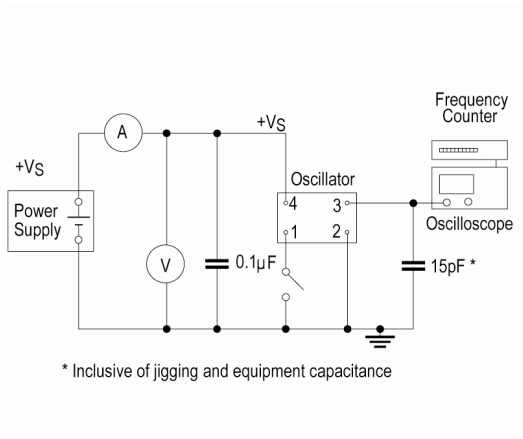 Frequency
Counter
A
+VS
Oscillator
+VS
4 3
Power
Supply
Oscilloscope
1 2
V
0.1µF
15pF *
* Inclusive of jigging and equipment capacitance